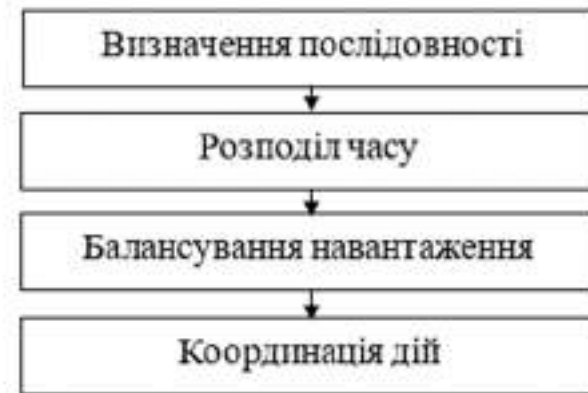 Визначення послідовності
Розподіл часу
Балансування навантаження
Координація дій